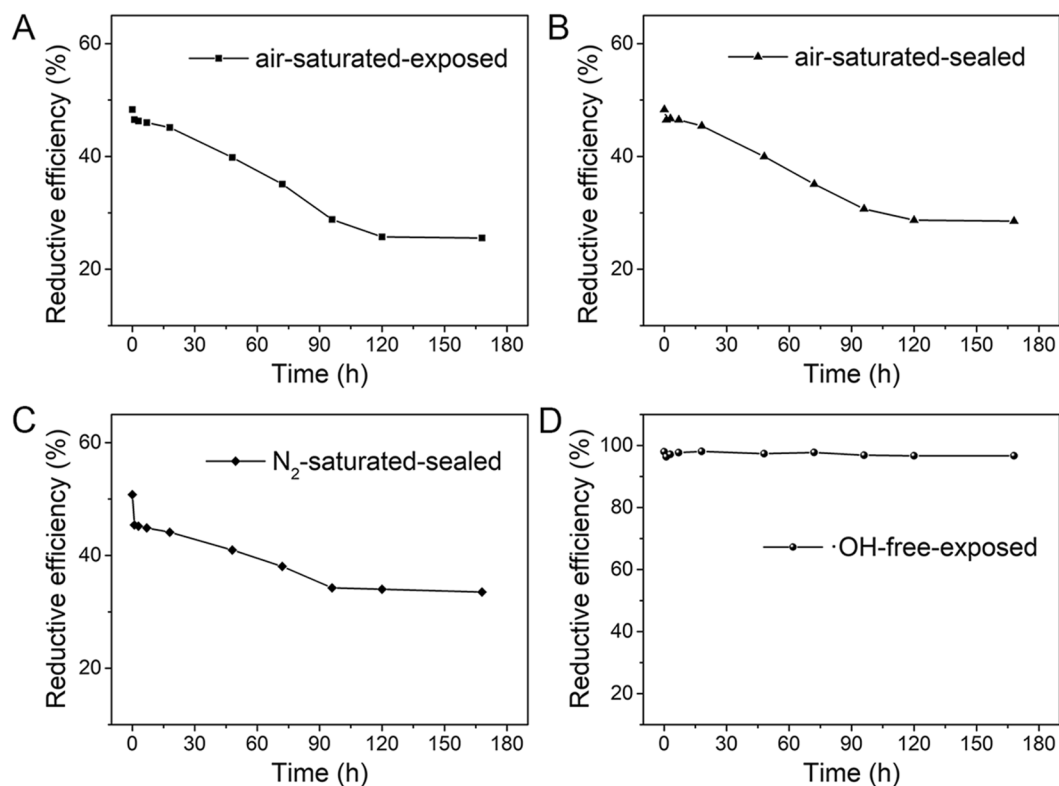 A
air-saturated-exposed
Reductive efficiency (%)
60
40
20
0 30 60 90 120 150 180
Time (h)
B
air-saturated-sealed
Reductive efficiency (%)
60
40
20
0 30 60 90 120 150 180
Time (h)
C
N₂-saturated-sealed
Reductive efficiency (%)
60
40
20
0 30 60 90 120 150 180
Time (h)
D
·OH-free-exposed
Reductive efficiency (%)
100
80
60
40
20
0 30 60 90 120 150 180
Time (h)